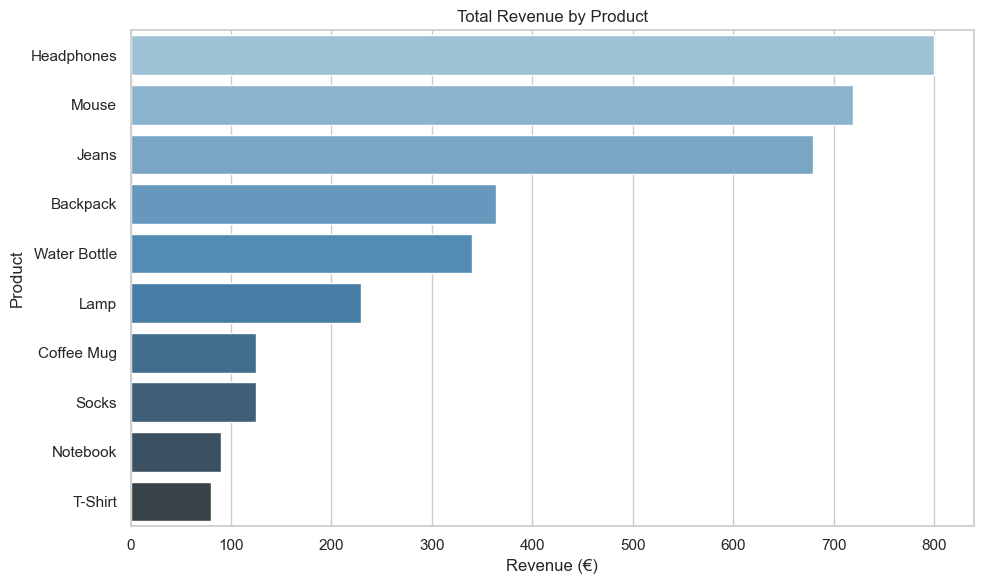 Total Revenue by Product
Headphones
Mouse
Jeans
Backpack
Water Bottle
Lamp
Coffee Mug
Socks
Notebook
T-Shirt
Product
0 100 200 300 400 500 600 700 800
Revenue (€)